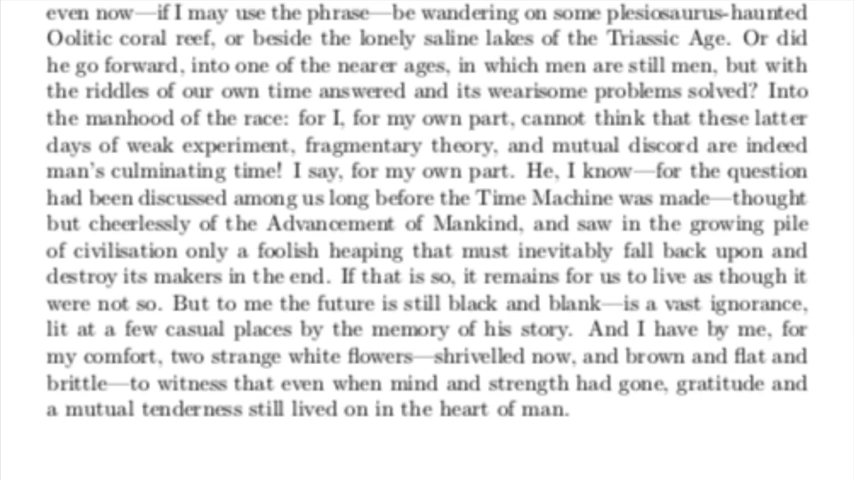 even now—if I may use the phrase—be wandering on some plesiosaurus-haunted
Oolitic coral reef, or beside the lonely saline lakes of the Triassic Age. Or did
he go forward, into one of the nearer ages, in which men are still men, but with
the riddles of our own time answered and its wearisome problems solved? Into
the manhood of the race: for I, for my own part, cannot think that these latter
days of weak experiment, fragmentary theory, and mutual discord are indeed
man's culminating time! I say, for my own part. He, I know—for the question
had been discussed among us long before the Time Machine was made—thought
but cheerlessly of the Advancement of Mankind, and saw in the growing pile
of civilisation only a foolish heaping that must inevitably fall back upon and
destroy its makers in the end. If that is so, it remains for us to live as though it
were not so. But to me the future is still black and blank—is a vast ignorance,
lit at a few casual places by the memory of his story. And I have by me, for
my comfort, two strange white flowers—shrivelled now, and brown and flat and
brittle—to witness that even when mind and strength had gone, gratitude and
a mutual tenderness still lived on in the heart of man.